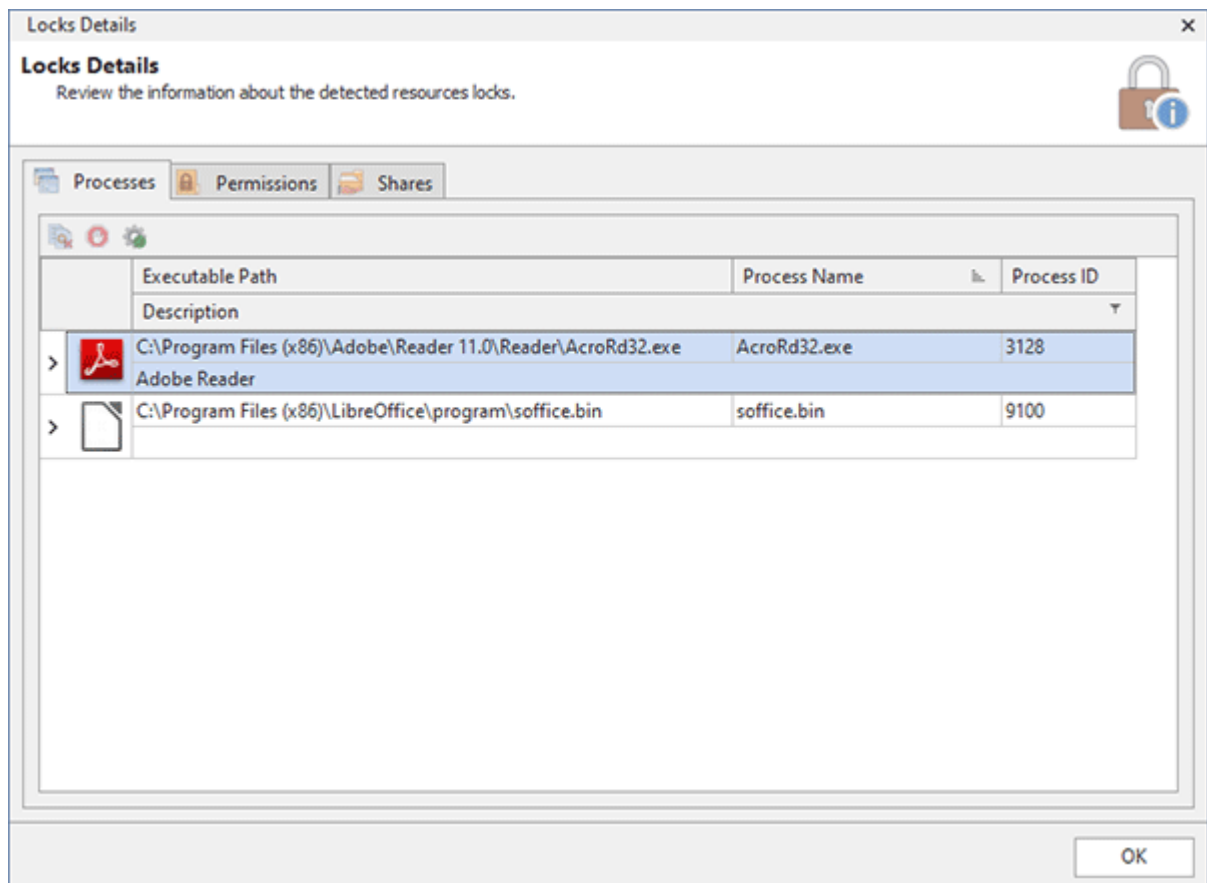 Locks Details
Locks Details
Review the information about the detected resources locks.
Processes Permissions Shares
Executable Path Process Name Process ID
Description
C:\Program Files (x86)\Adobe\Reader 11.0\Reader\AcroRd32.exe AcroRd32.exe 3128
Adobe Reader
C:\Program Files (x86)\LibreOffice\program\soffice.bin soffice.bin 9100
OK